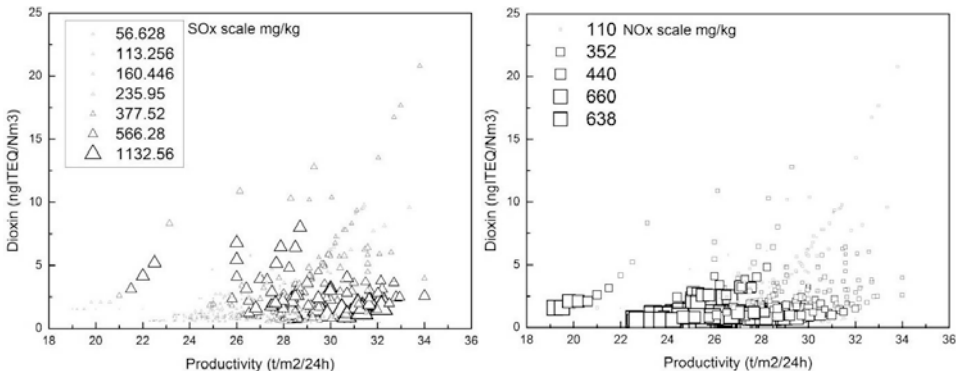 25
20
15
10
5
0
Dioxin (ngITEQ/Nm3)
SOx scale mg/kg
56.628
113.256
160.446
235.95
377.52
566.28
1132.56
18 20 22 24 26 28 30 32 34 36
Productivity (t/m2/24h)
25
20
15
10
5
0
Dioxin (ngITEQ/Nm3)
110 NOx scale mg/kg
352
440
660
638
18 20 22 24 26 28 30 32 34 36
Productivity (t/m2/24h)